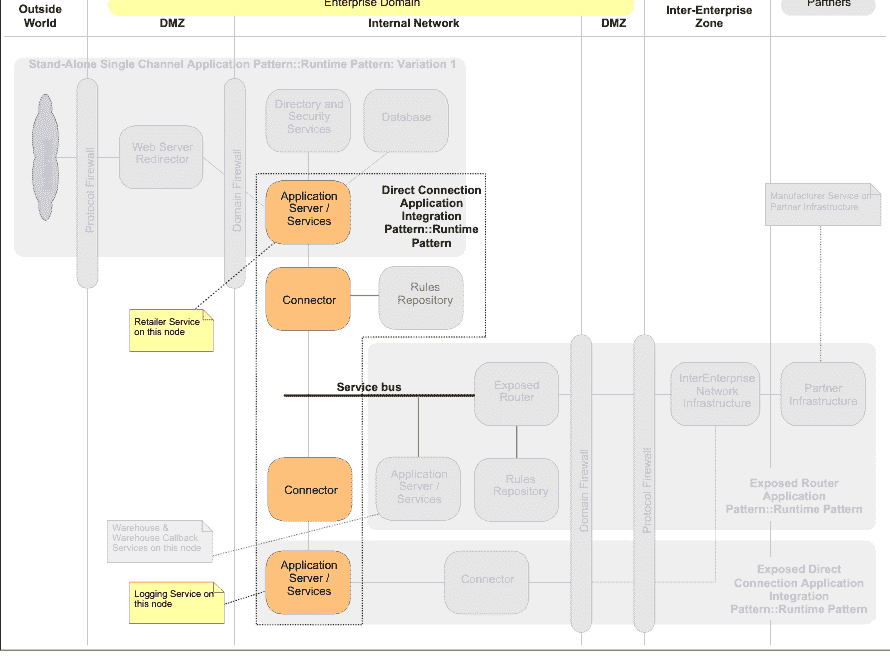 Enterprise Domain
Partners
Outside
World
DMZ
Internal Network
DMZ
Inter-Enterprise
Zone
Stand-Alone Single Channel Application Pattern::Runtime Pattern: Variation 1
Protocol Firewall
Web Server
Redirector
Domain Firewall
Directory and
Security
Services
Database
Application
Server /
Services
Direct Connection
Application
Integration
Pattern::Runtime
Pattern
Manufacturer Service on
Partner Infrastructure
Connector
Rules
Repository
Retailer Service
on this node
Service bus
Exposed
Router
InterEnterprise
Network
Infrastructure
Partner
Infrastructure
Connector
Application
Server /
Services
Rules
Repository
Domain Firewall
Protocol Firewall
Exposed Router
Application
Pattern::Runtime Pattern
Warehouse &
Warehouse Callback
Services on this node
Application
Server /
Services
Connector
Exposed Direct
Connection Application
Integration
Pattern::Runtime Pattern
Logging Service on
this node